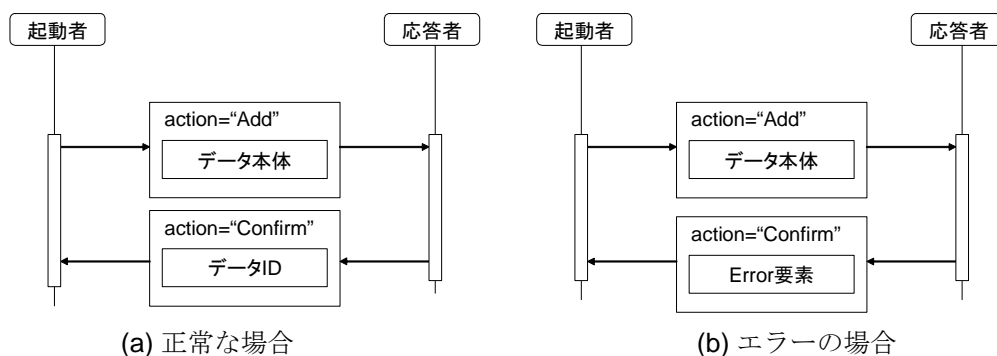 起動者
応答者
action=“Add”
データ本体
action=“Confirm”
データID
(a) 正常な場合
起動者
応答者
action=“Add”
データ本体
action=“Confirm”
Error要素
(b) エラーの場合